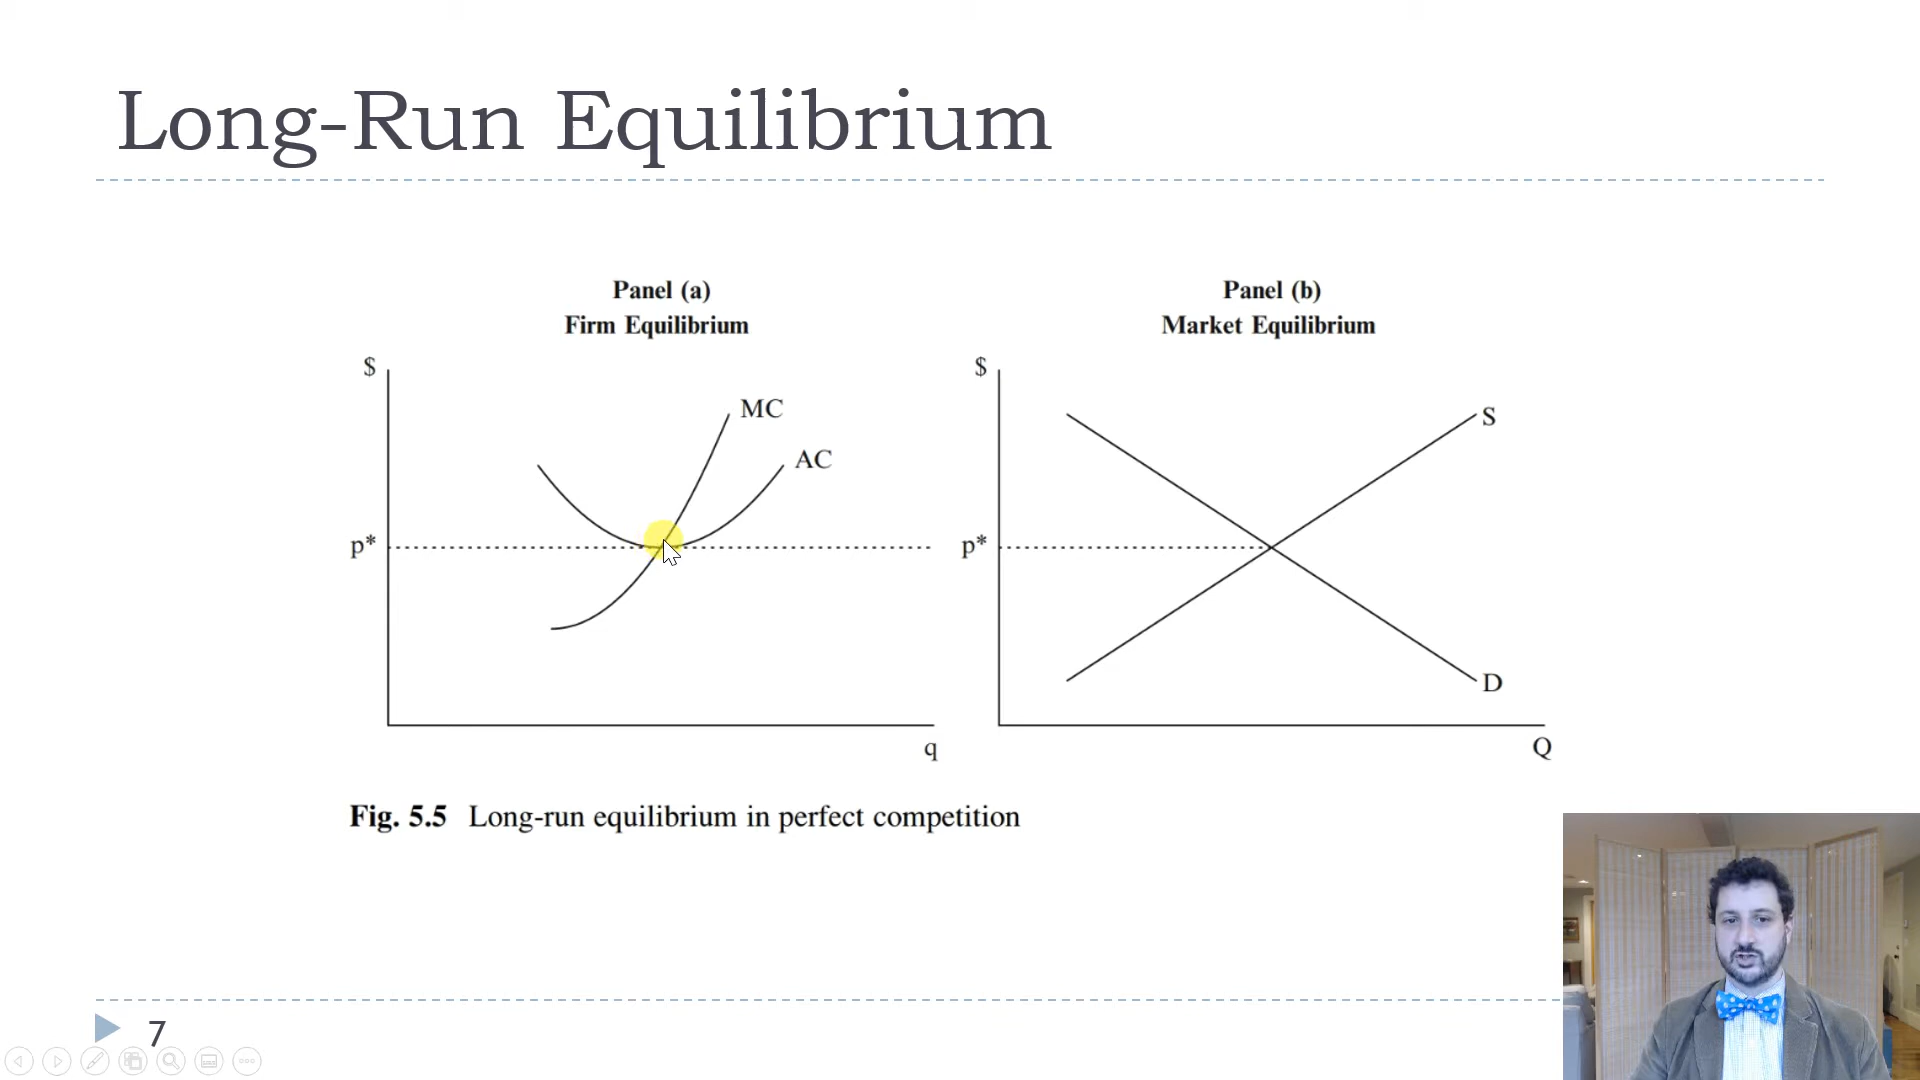 Long-Run Equilibrium
Panel (a)
Firm Equilibrium
$
MC
AC
p*
q
Panel (b)
Market Equilibrium
$
S
p*
D
Q
Fig. 5.5 Long-run equilibrium in perfect competition
7